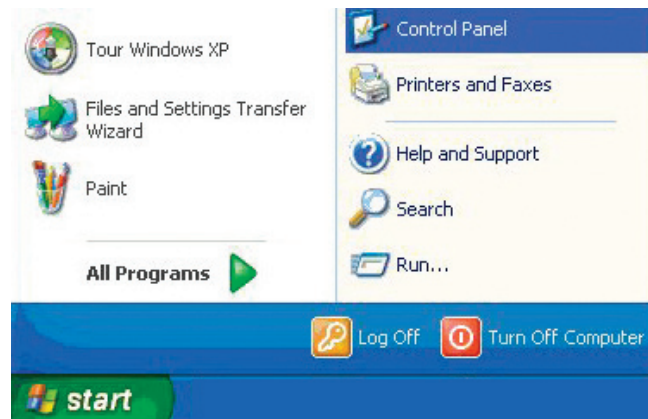 Tour Windows XP
Files and Settings Transfer
Wizard
Paint
All Programs
Control Panel
Printers and Faxes
Help and Support
Search
Run...
Log Off
Turn Off Computer
start